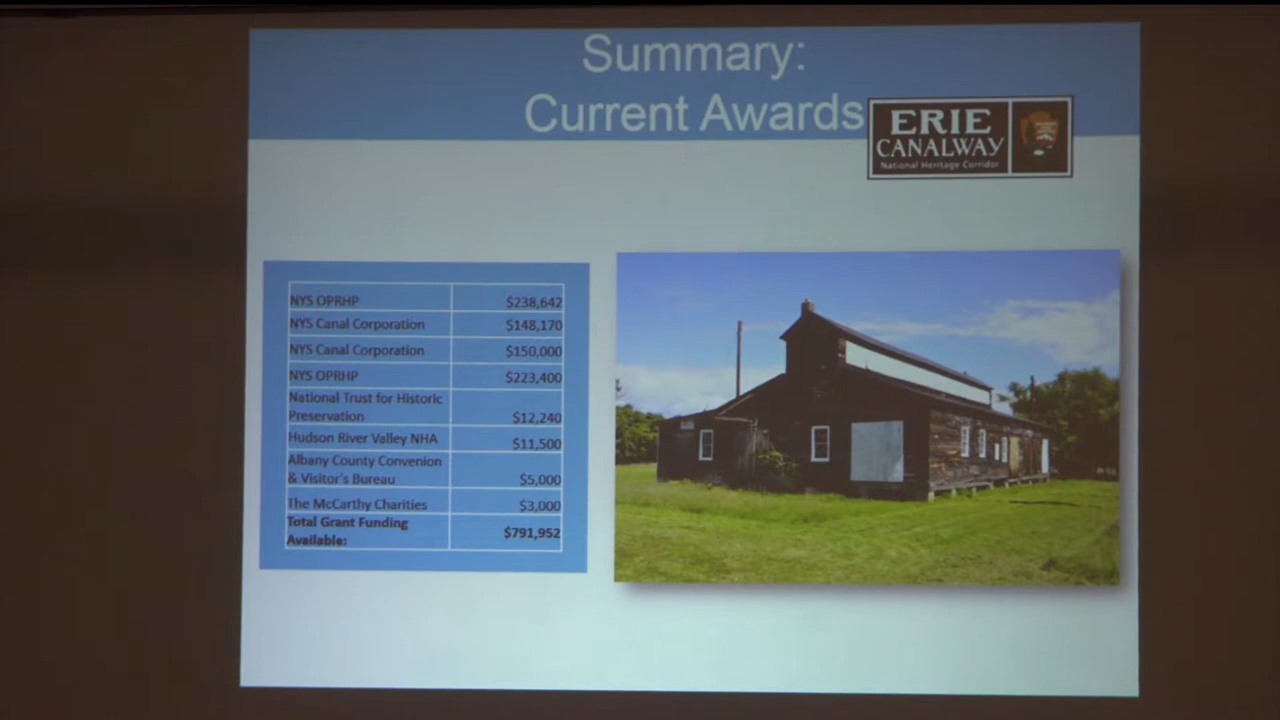 Summary:
Current Awards
ERIE
CANALWAY
National Heritage Corridor
NYS OPRHP $238,642
NYS Canal Corporation $148,170
NYS Canal Corporation $150,000
NYS OPRHP $223,400
National Trust for Historic
Preservation $12,240
Hudson River Valley NHA $11,500
Albany County Convenion
& Visitor's Bureau $5,000
The McCarthy Charities $3,000
Total Grant Funding
Available: $791,952